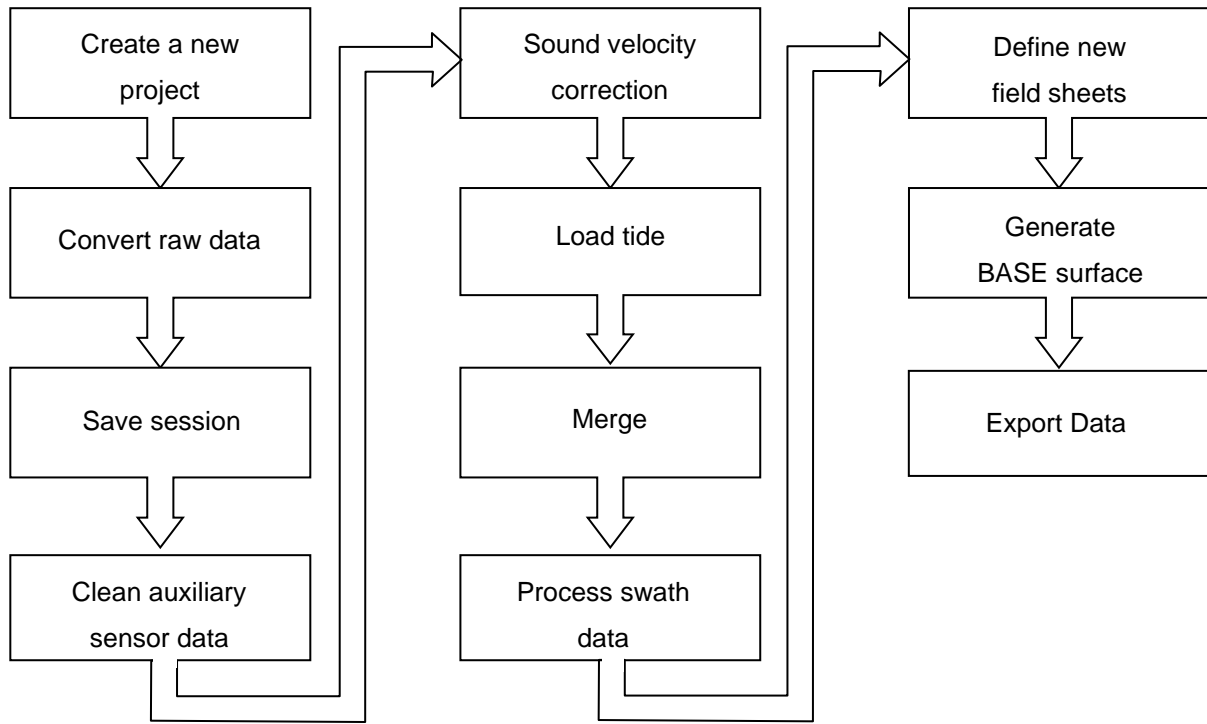 Create a new
project
Convert raw data
Save session
Clean auxiliary
sensor data
Sound velocity
correction
Load tide
Merge
Process swath
data
Define new
field sheets
Generate
BASE surface
Export Data